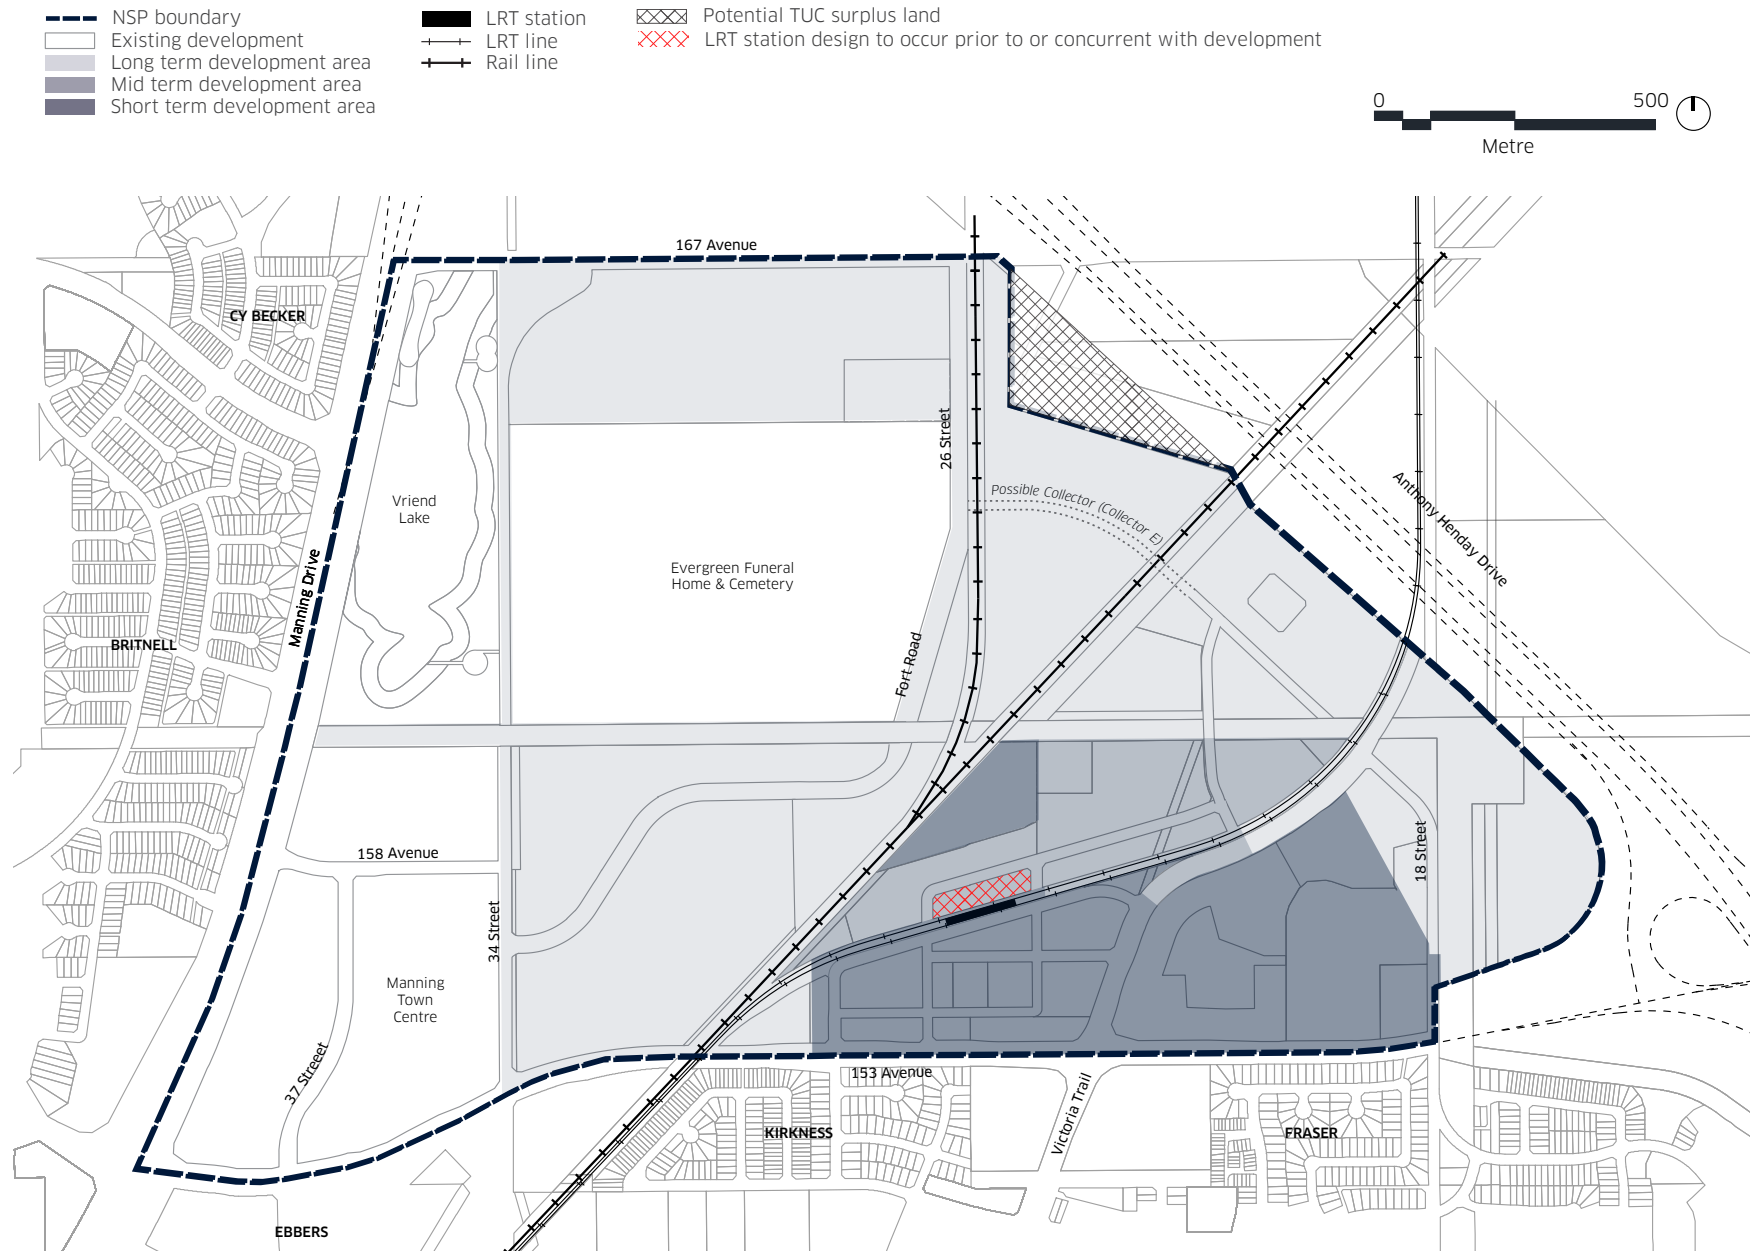 NSP boundary
Existing development
Long term development area
Mid term development area
Short term development area
LRT station
LRT line
Rail line
Potential TUC surplus land
LRT station design to occur prior to or concurrent with development
0 500
Metre
167 Avenue
CY BECKER
26 Street
Vriend
Lake
Possible Collector (Collector E)
Anthony Henday Drive
Manning Drive
Evergreen Funeral
Home & Cemetery
BRITNELL
Fort Road
158 Avenue
18 Street
34 Street
Manning
Town
Centre
37 Street
153 Avenue
Victoria Trail
KIRKNESS
FRASER
EBBERS